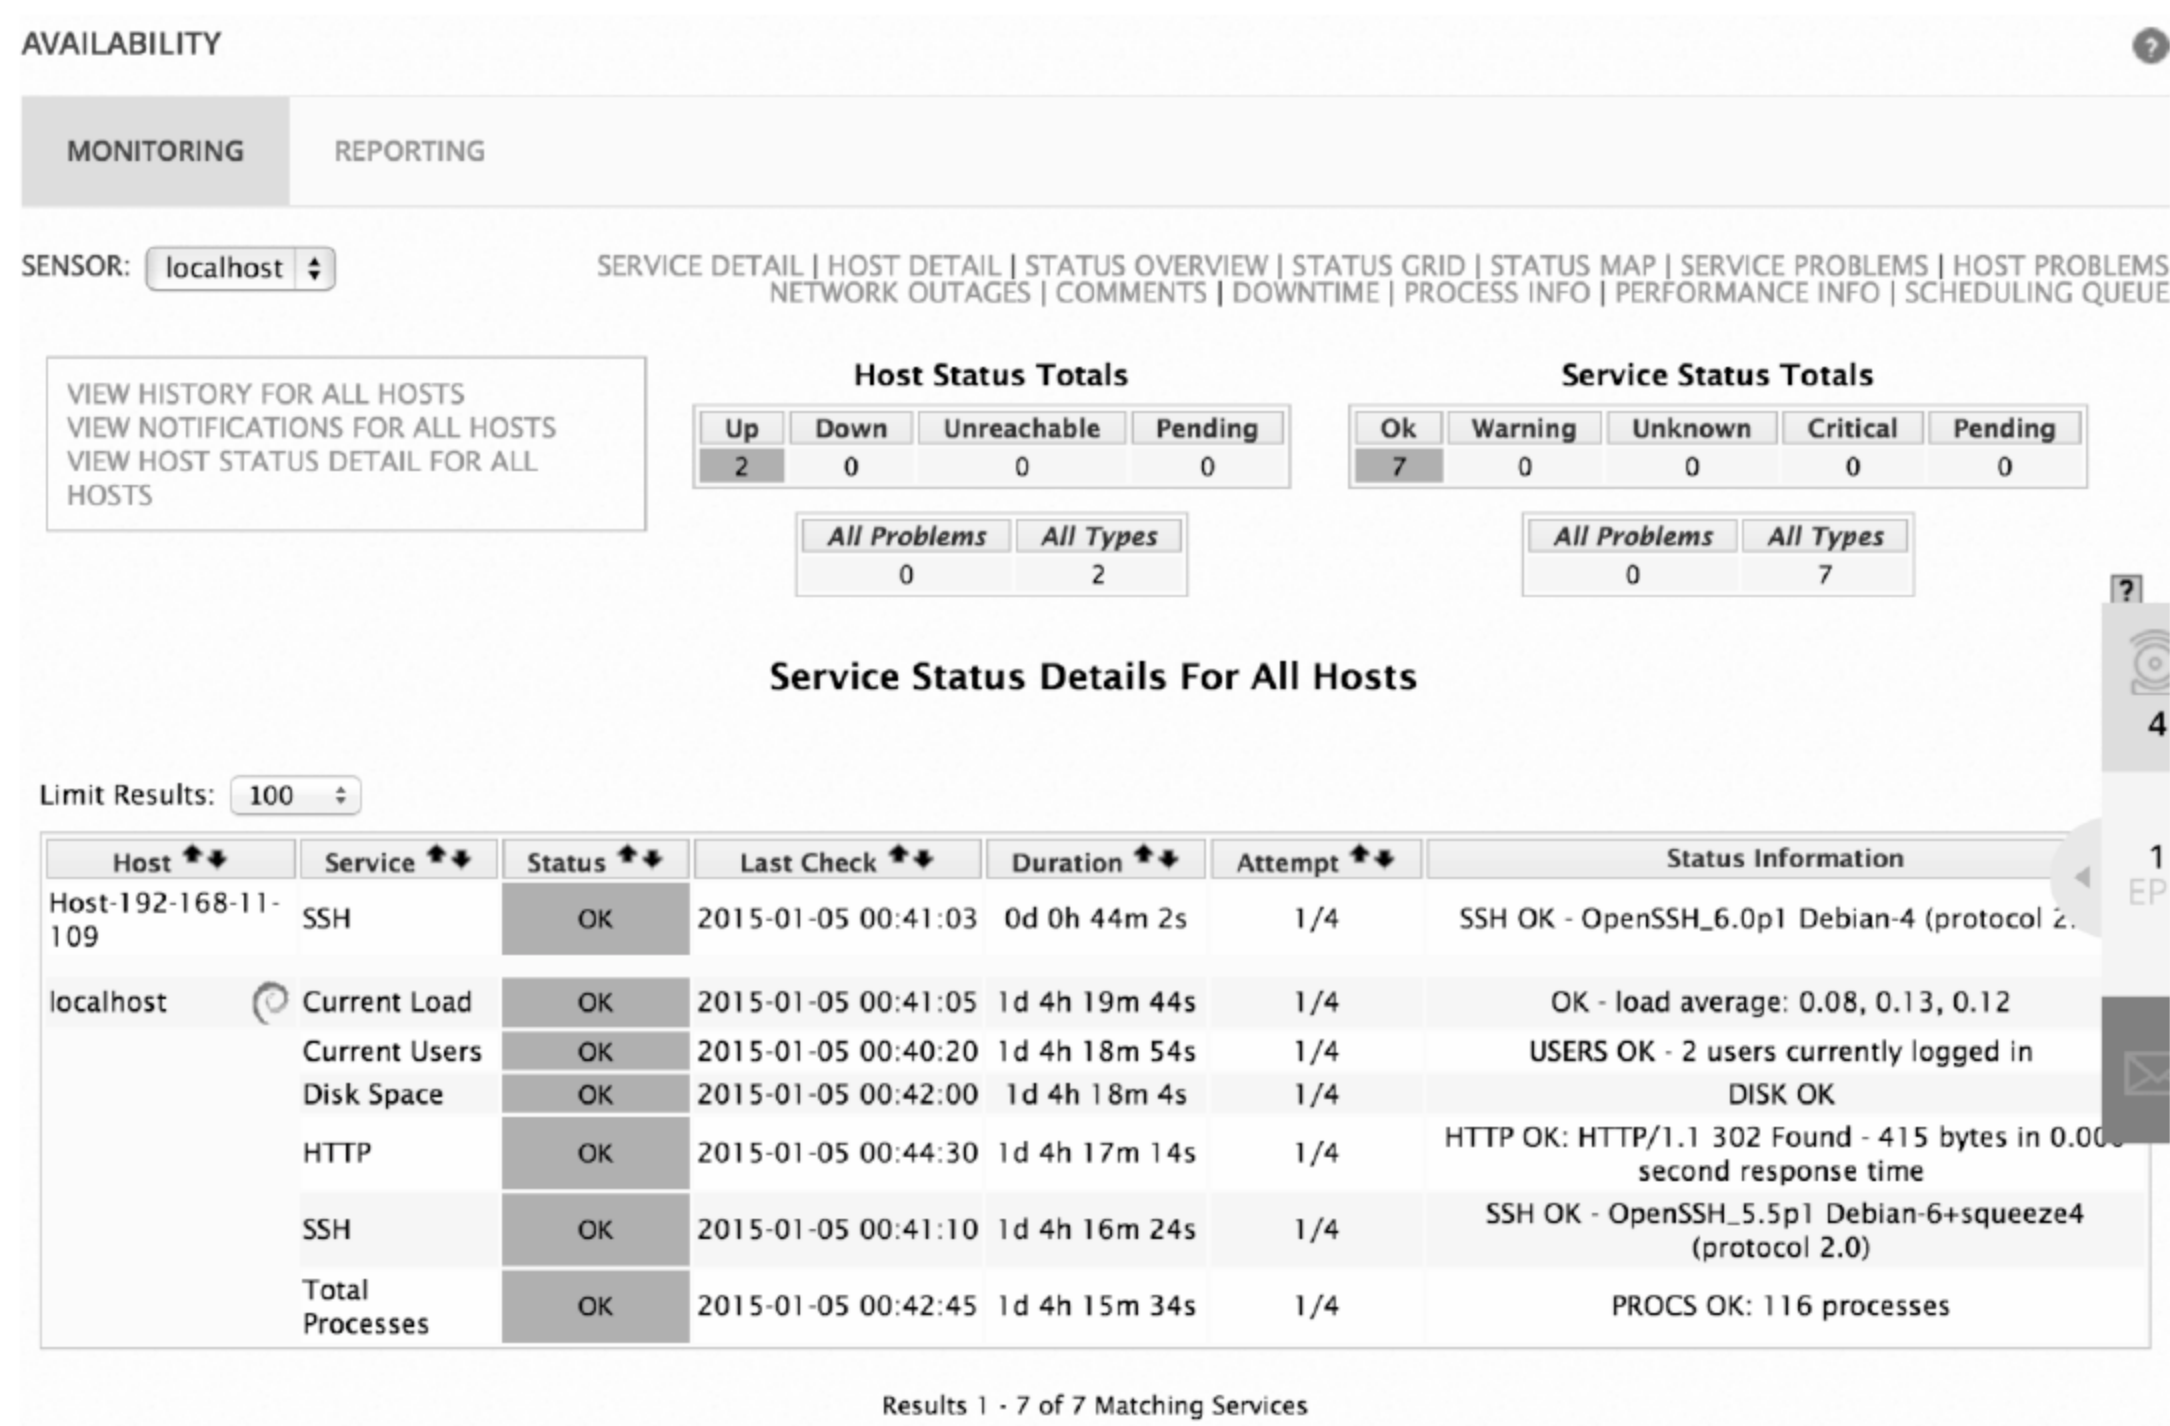 AVAILABILITY
?
MONITORING REPORTING
SENSOR: localhost
SERVICE DETAIL | HOST DETAIL | STATUS OVERVIEW | STATUS GRID | STATUS MAP | SERVICE PROBLEMS | HOST PROBLEMS
NETWORK OUTAGES | COMMENTS | DOWNTIME | PROCESS INFO | PERFORMANCE INFO | SCHEDULING QUEUE
VIEW HISTORY FOR ALL HOSTS
VIEW NOTIFICATIONS FOR ALL HOSTS
VIEW HOST STATUS DETAIL FOR ALL
HOSTS
Host Status Totals
Up Down Unreachable Pending
2 0 0 0
All Problems All Types
0 2
Service Status Totals
Ok Warning Unknown Critical Pending
7 0 0 0 0
All Problems All Types
0 7
?
4
1
EP
Service Status Details For All Hosts
Limit Results: 100
Host Service Status Last Check Duration Attempt Status Information
Host-192-168-11-
109 SSH OK 2015-01-05 00:41:03 0d 0h 44m 2s 1/4 SSH OK - OpenSSH_6.0p1 Debian-4 (protocol 2.
localhost Current Load OK 2015-01-05 00:41:05 1d 4h 19m 44s 1/4 OK - load average: 0.08, 0.13, 0.12
Current Users OK 2015-01-05 00:40:20 1d 4h 18m 54s 1/4 USERS OK - 2 users currently logged in
Disk Space OK 2015-01-05 00:42:00 1d 4h 18m 4s 1/4 DISK OK
HTTP OK 2015-01-05 00:44:30 1d 4h 17m 14s 1/4 HTTP OK: HTTP/1.1 302 Found - 415 bytes in
second response time
SSH OK 2015-01-05 00:41:10 1d 4h 16m 24s 1/4 SSH OK - OpenSSH_5.5p1 Debian-6+squeeze4
(protocol 2.0)
Total
Processes OK 2015-01-05 00:42:45 1d 4h 15m 34s 1/4 PROCS OK: 116 processes
Results 1 - 7 of 7 Matching Services